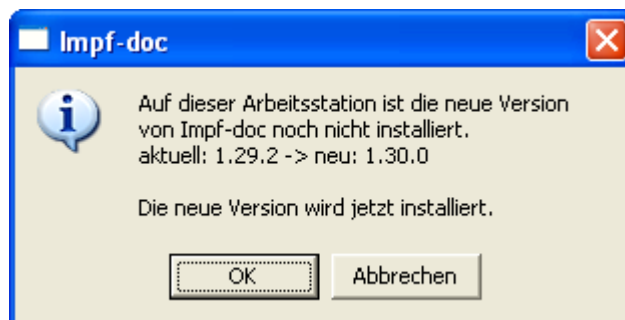 Impf-doc
Auf dieser Arbeitsstation ist die neue Version
von Impf-doc noch nicht installiert.
aktuell: 1.29.2 -> neu: 1.30.0
Die neue Version wird jetzt installiert.
OK
Abbrechen